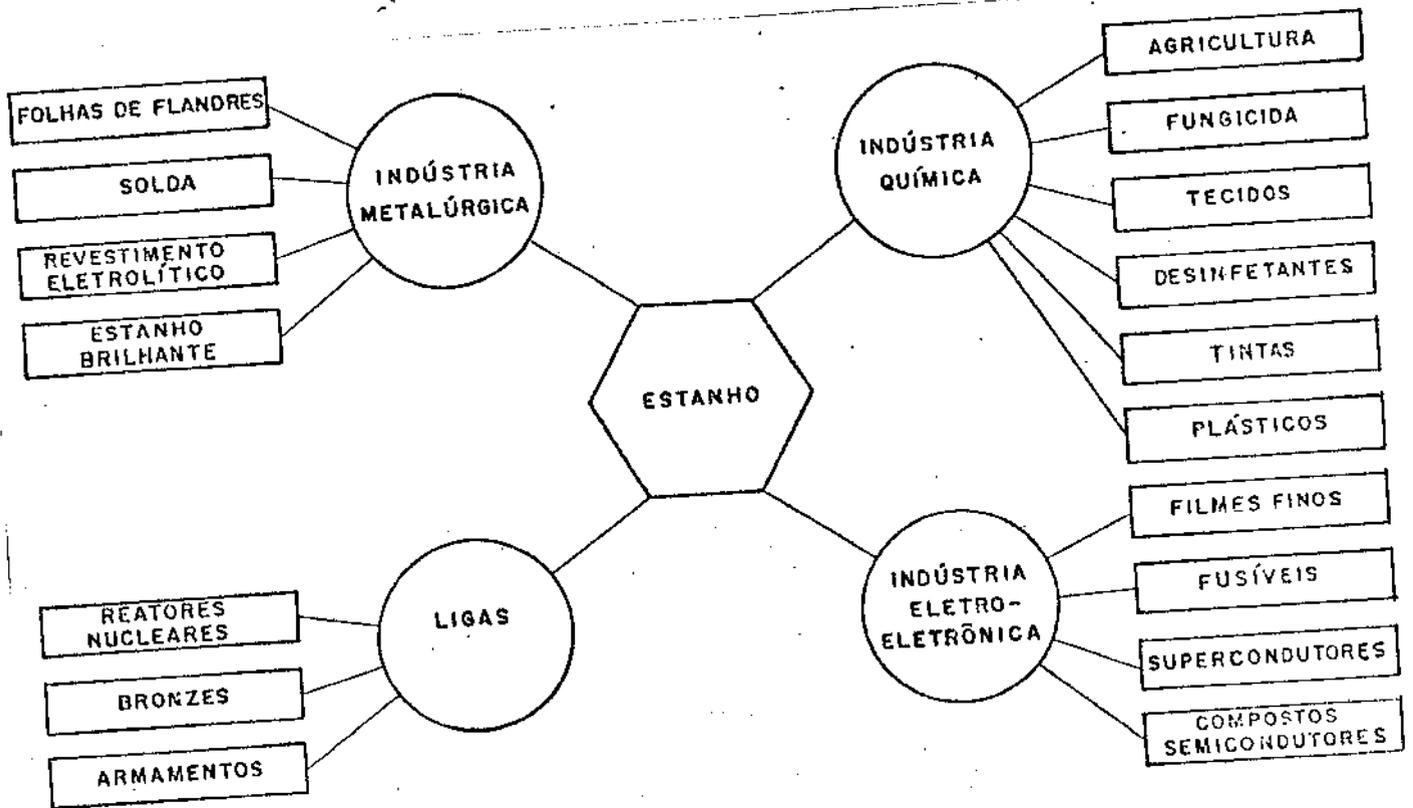 FOLHAS DE FLANDRES
SOLDA
REVESTIMENTO
ELETROLÍTICO
ESTANHO
BRILHANTE
INDÚSTRIA
METALÚRGICA
INDÚSTRIA
QUÍMICA
AGRICULTURA
FUNGICIDA
TECIDOS
DESINFETANTES
TINTAS
PLÁSTICOS
ESTANHO
LIGAS
REATORES
NUCLEARES
BRONZES
ARMAMENTOS
INDÚSTRIA
ELETRO-
ELETRÔNICA
FILMES FINOS
FUSÍVEIS
SUPERCONDUTORES
COMPOSTOS
SEMICONDUTORES